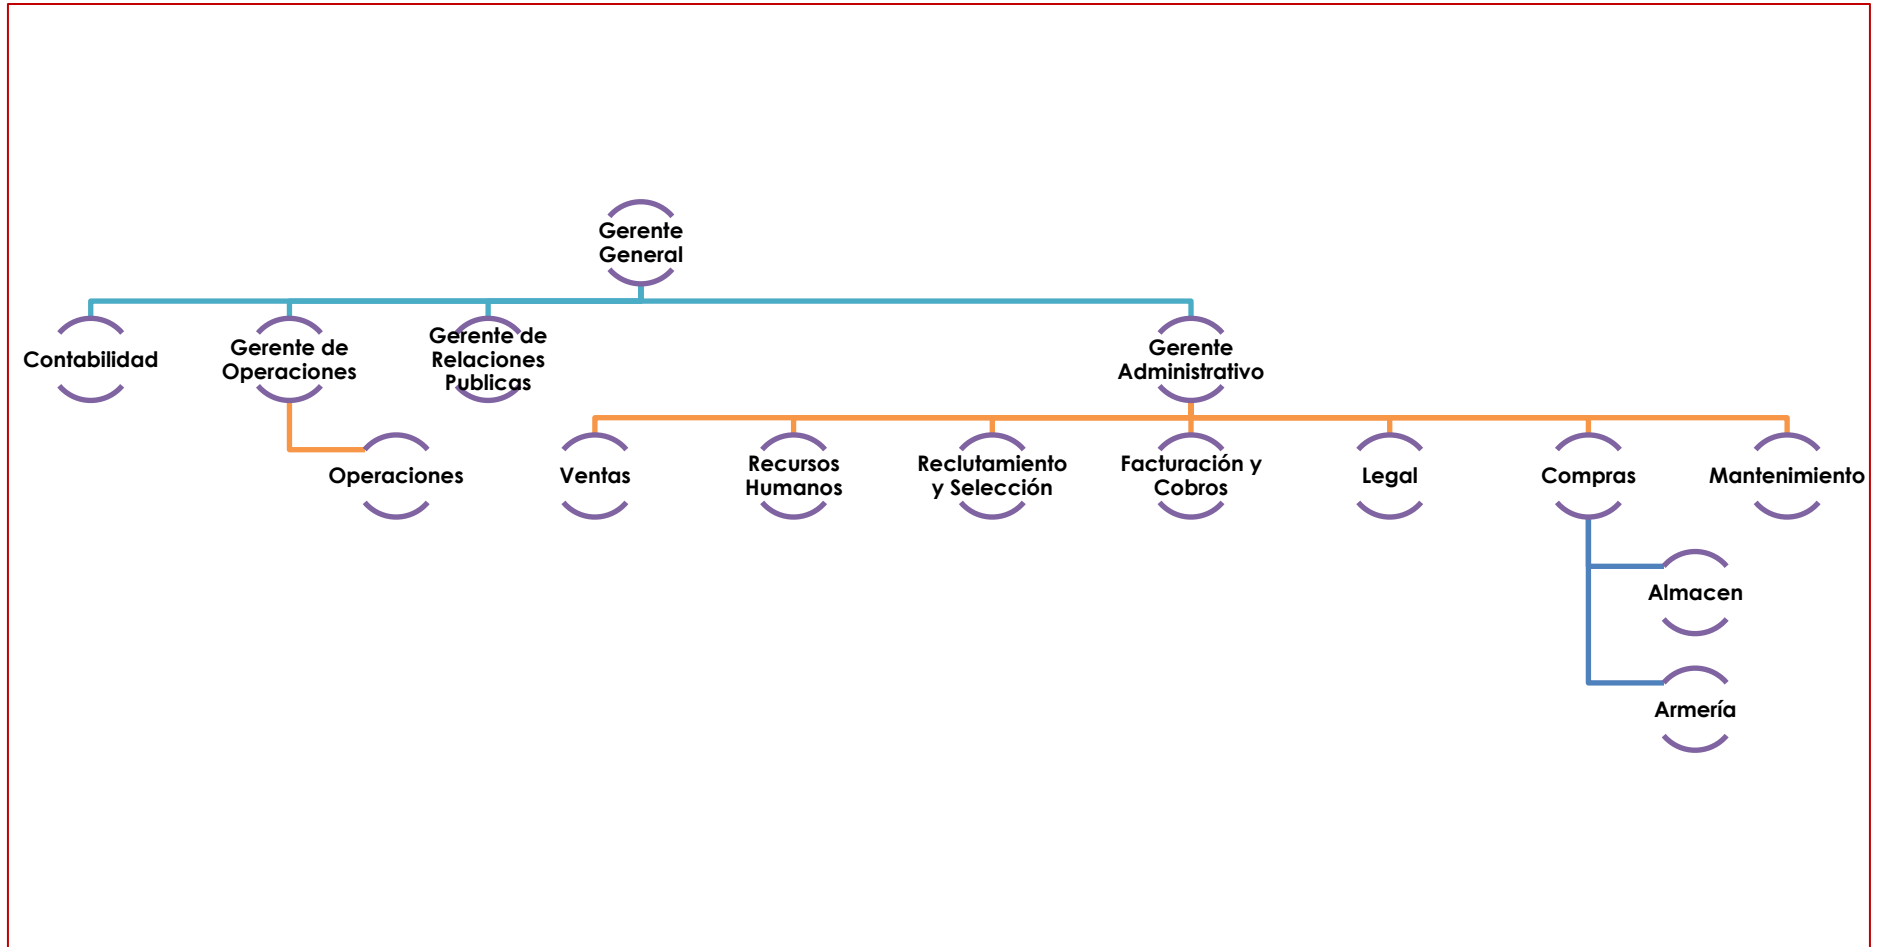 Gerente
General
Contabilidad
Gerente de
Operaciones
Gerente de
Relaciones
Publicas
Gerente
Administrativo
Operaciones
Ventas
Recursos
Humanos
Reclutamiento
y Selección
Facturación y
Cobros
Legal
Compras
Mantenimiento
Almacen
Armería